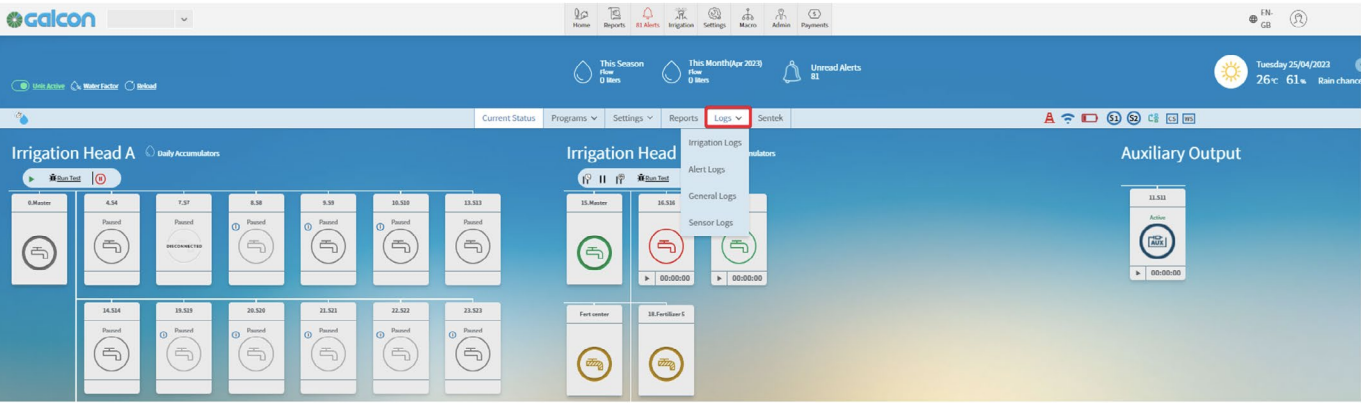 GALCON
Home Reports 81 Alerts Irrigation Settings Macro Admin Payments
EN-GB
Unit Active Water Factor Reload
This Season
Flow
0 liters
This Month(Apr 2023)
Flow
0 liters
Unread Alerts
81
Tuesday 25/04/2023
26°c 61% Rain chance
Current Status Programs Settings Reports Logs Sentek
S1 S2 CS WS
Irrigation Logs
Alert Logs
General Logs
Sensor Logs
Irrigation Head A Daily Accumulators
Run Test
0.Master 4.S4 7.S7 8.S8 9.S9 10.S10 13.S13
Paused Paused Paused Paused Paused Paused
DISCONNECTED
14.S14 19.S19 20.S20 21.S21 22.S22 23.S23
Paused Paused Paused Paused Paused Paused
Irrigation Head
Run Test
15.Master 16.S16
00:00:00 00:00:00
Fert center 18.Fertilizer G
Auxiliary Output
11.S11
Active
AUX
00:00:00